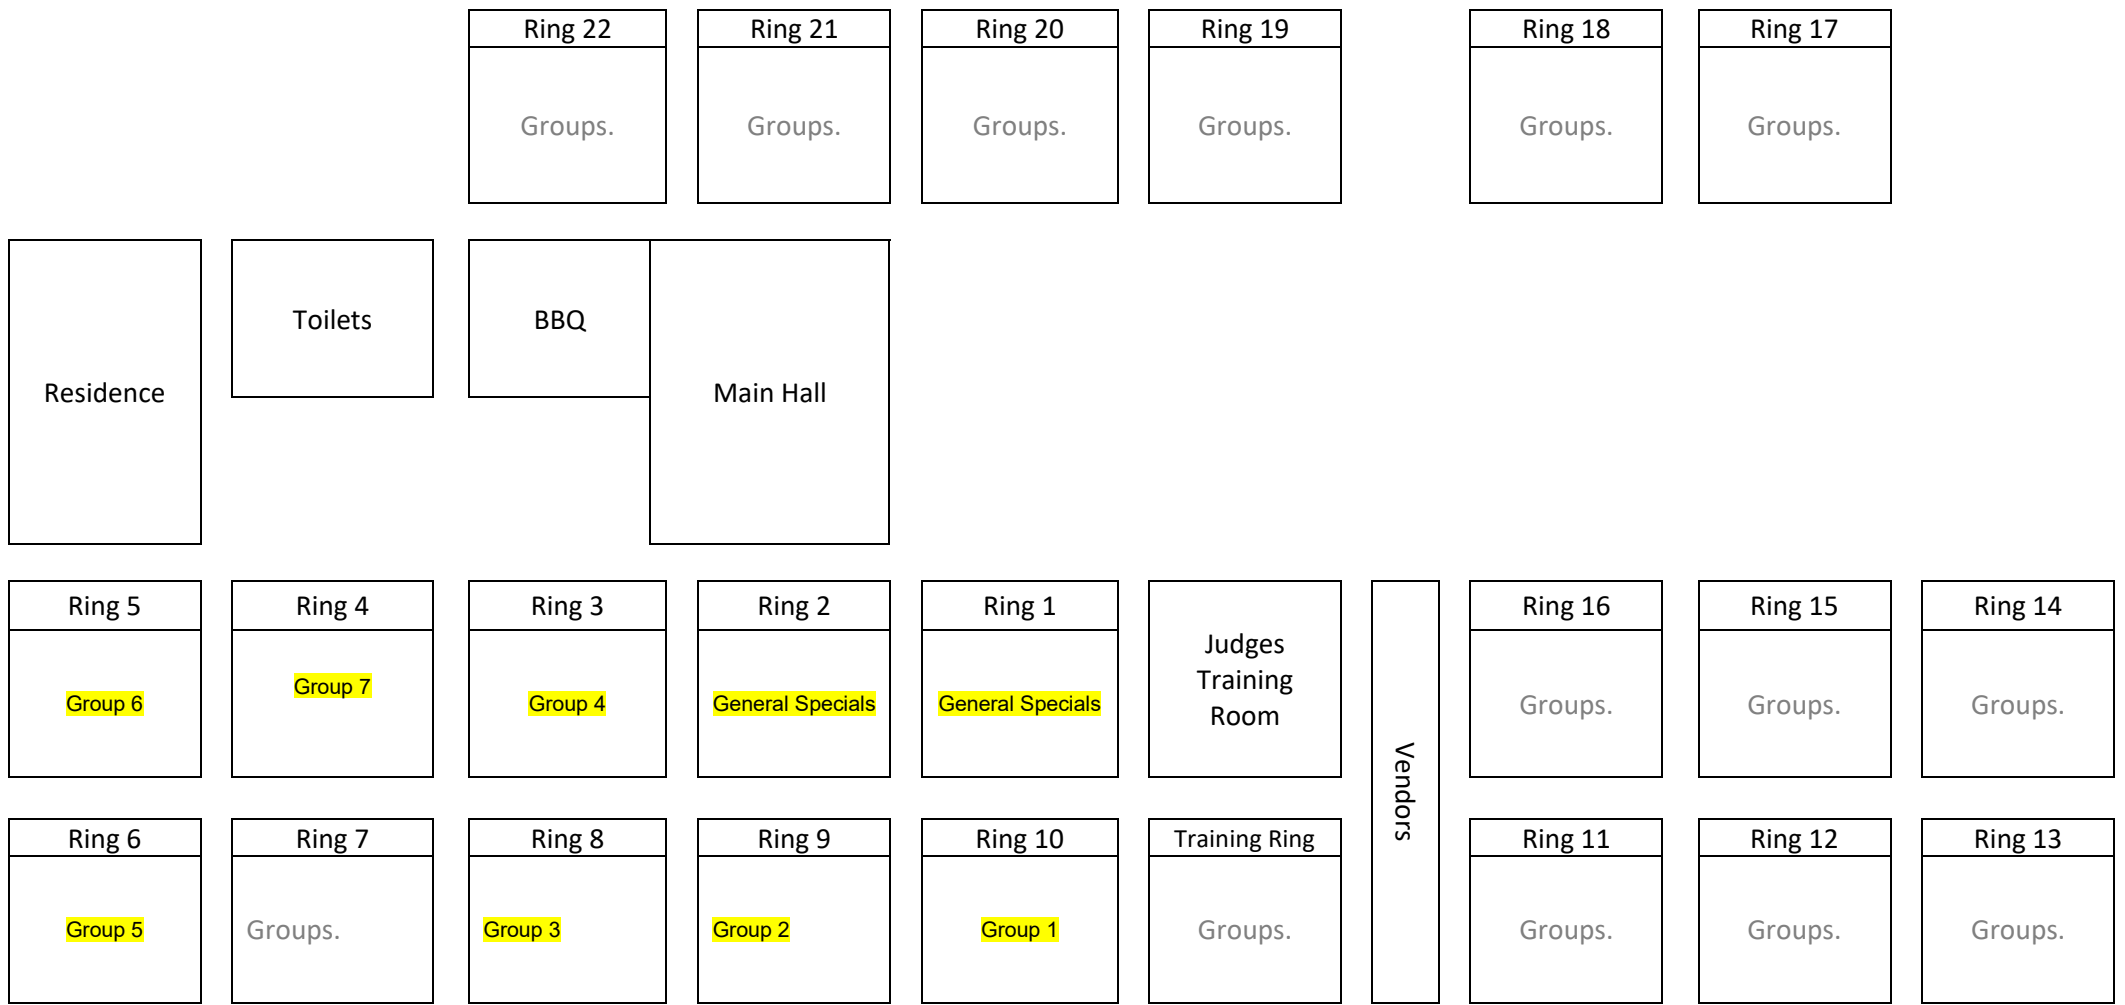 Ring 22
Ring 21
Ring 20
Ring 19
Ring 18
Ring 17
Groups.
Groups.
Groups.
Groups.
Groups.
Groups.
Residence
Toilets
BBQ
Main Hall
Ring 5
Ring 4
Ring 3
Ring 2
Ring 1
Judges
Training
Room
Vendors
Ring 16
Ring 15
Ring 14
Group 6
Group 7
Group 4
General Specials
General Specials
Groups.
Groups.
Groups.
Ring 6
Ring 7
Ring 8
Ring 9
Ring 10
Training Ring
Ring 11
Ring 12
Ring 13
Group 5
Groups.
Group 3
Group 2
Group 1
Groups.
Groups.
Groups.
Groups.